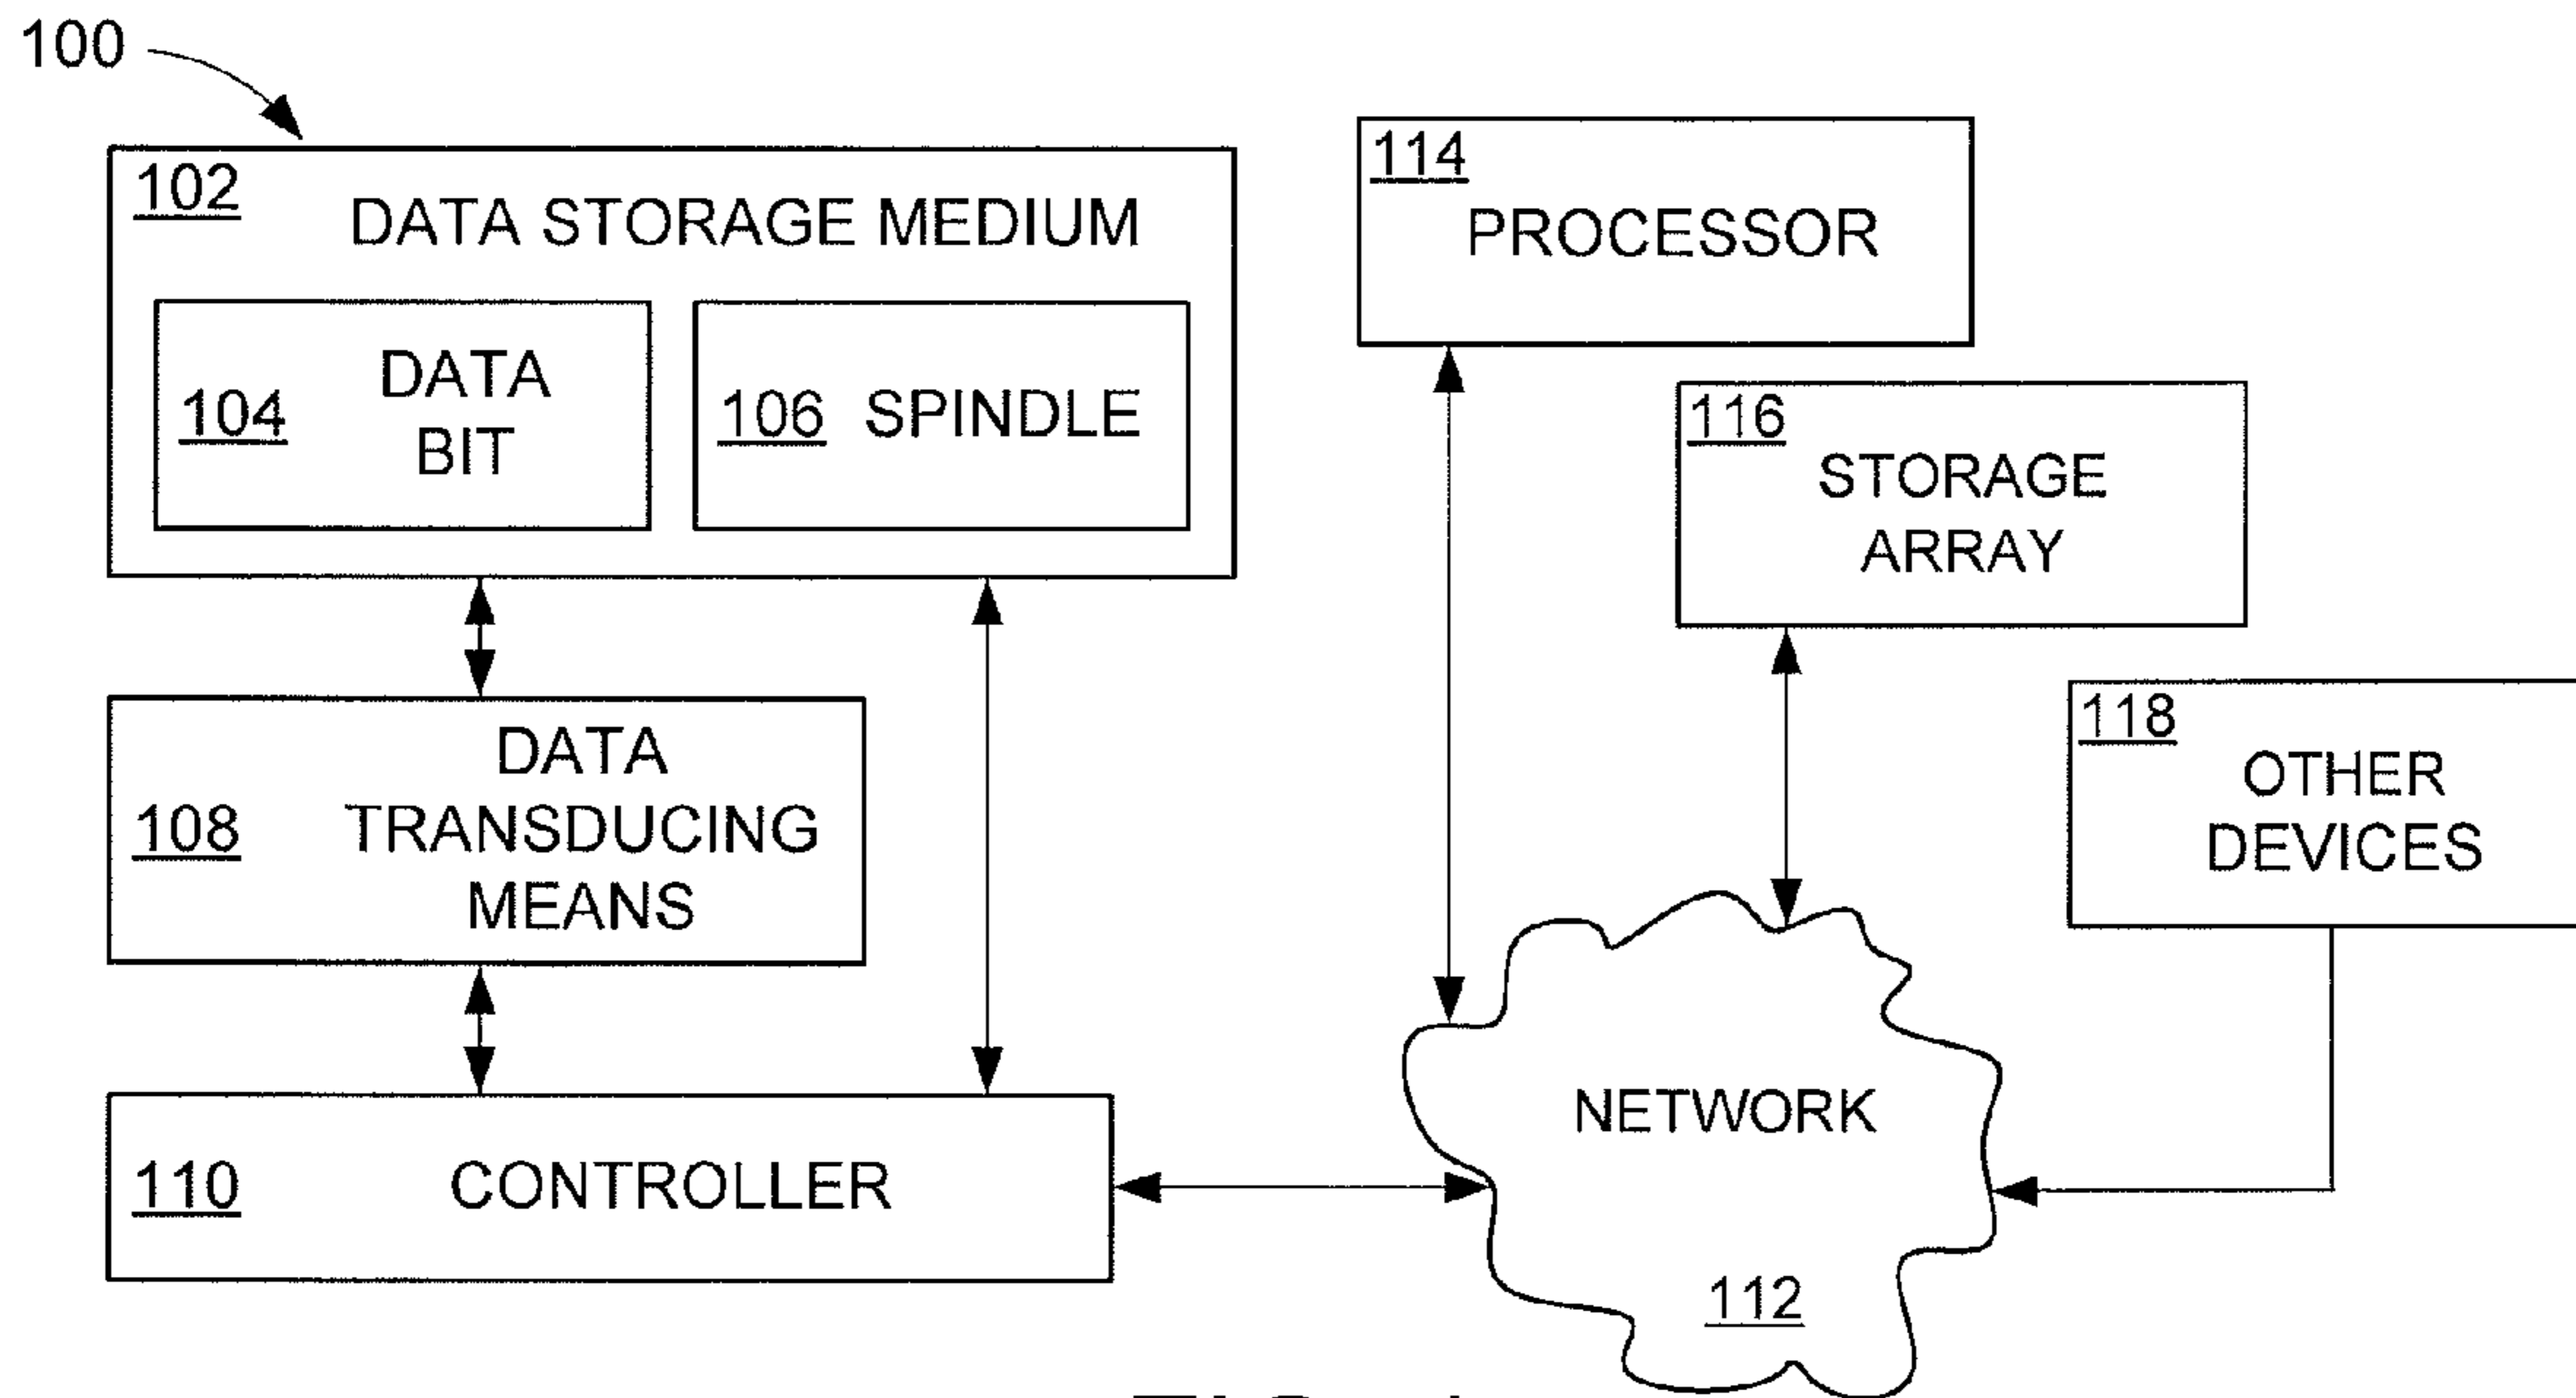 100
102
DATA STORAGE MEDIUM
104
DATA
BIT
106 SPINDLE
108
DATA
TRANSDUCING
MEANS
110 CONTROLLER
114
PROCESSOR
116
STORAGE
ARRAY
118
OTHER
DEVICES
NETWORK
112